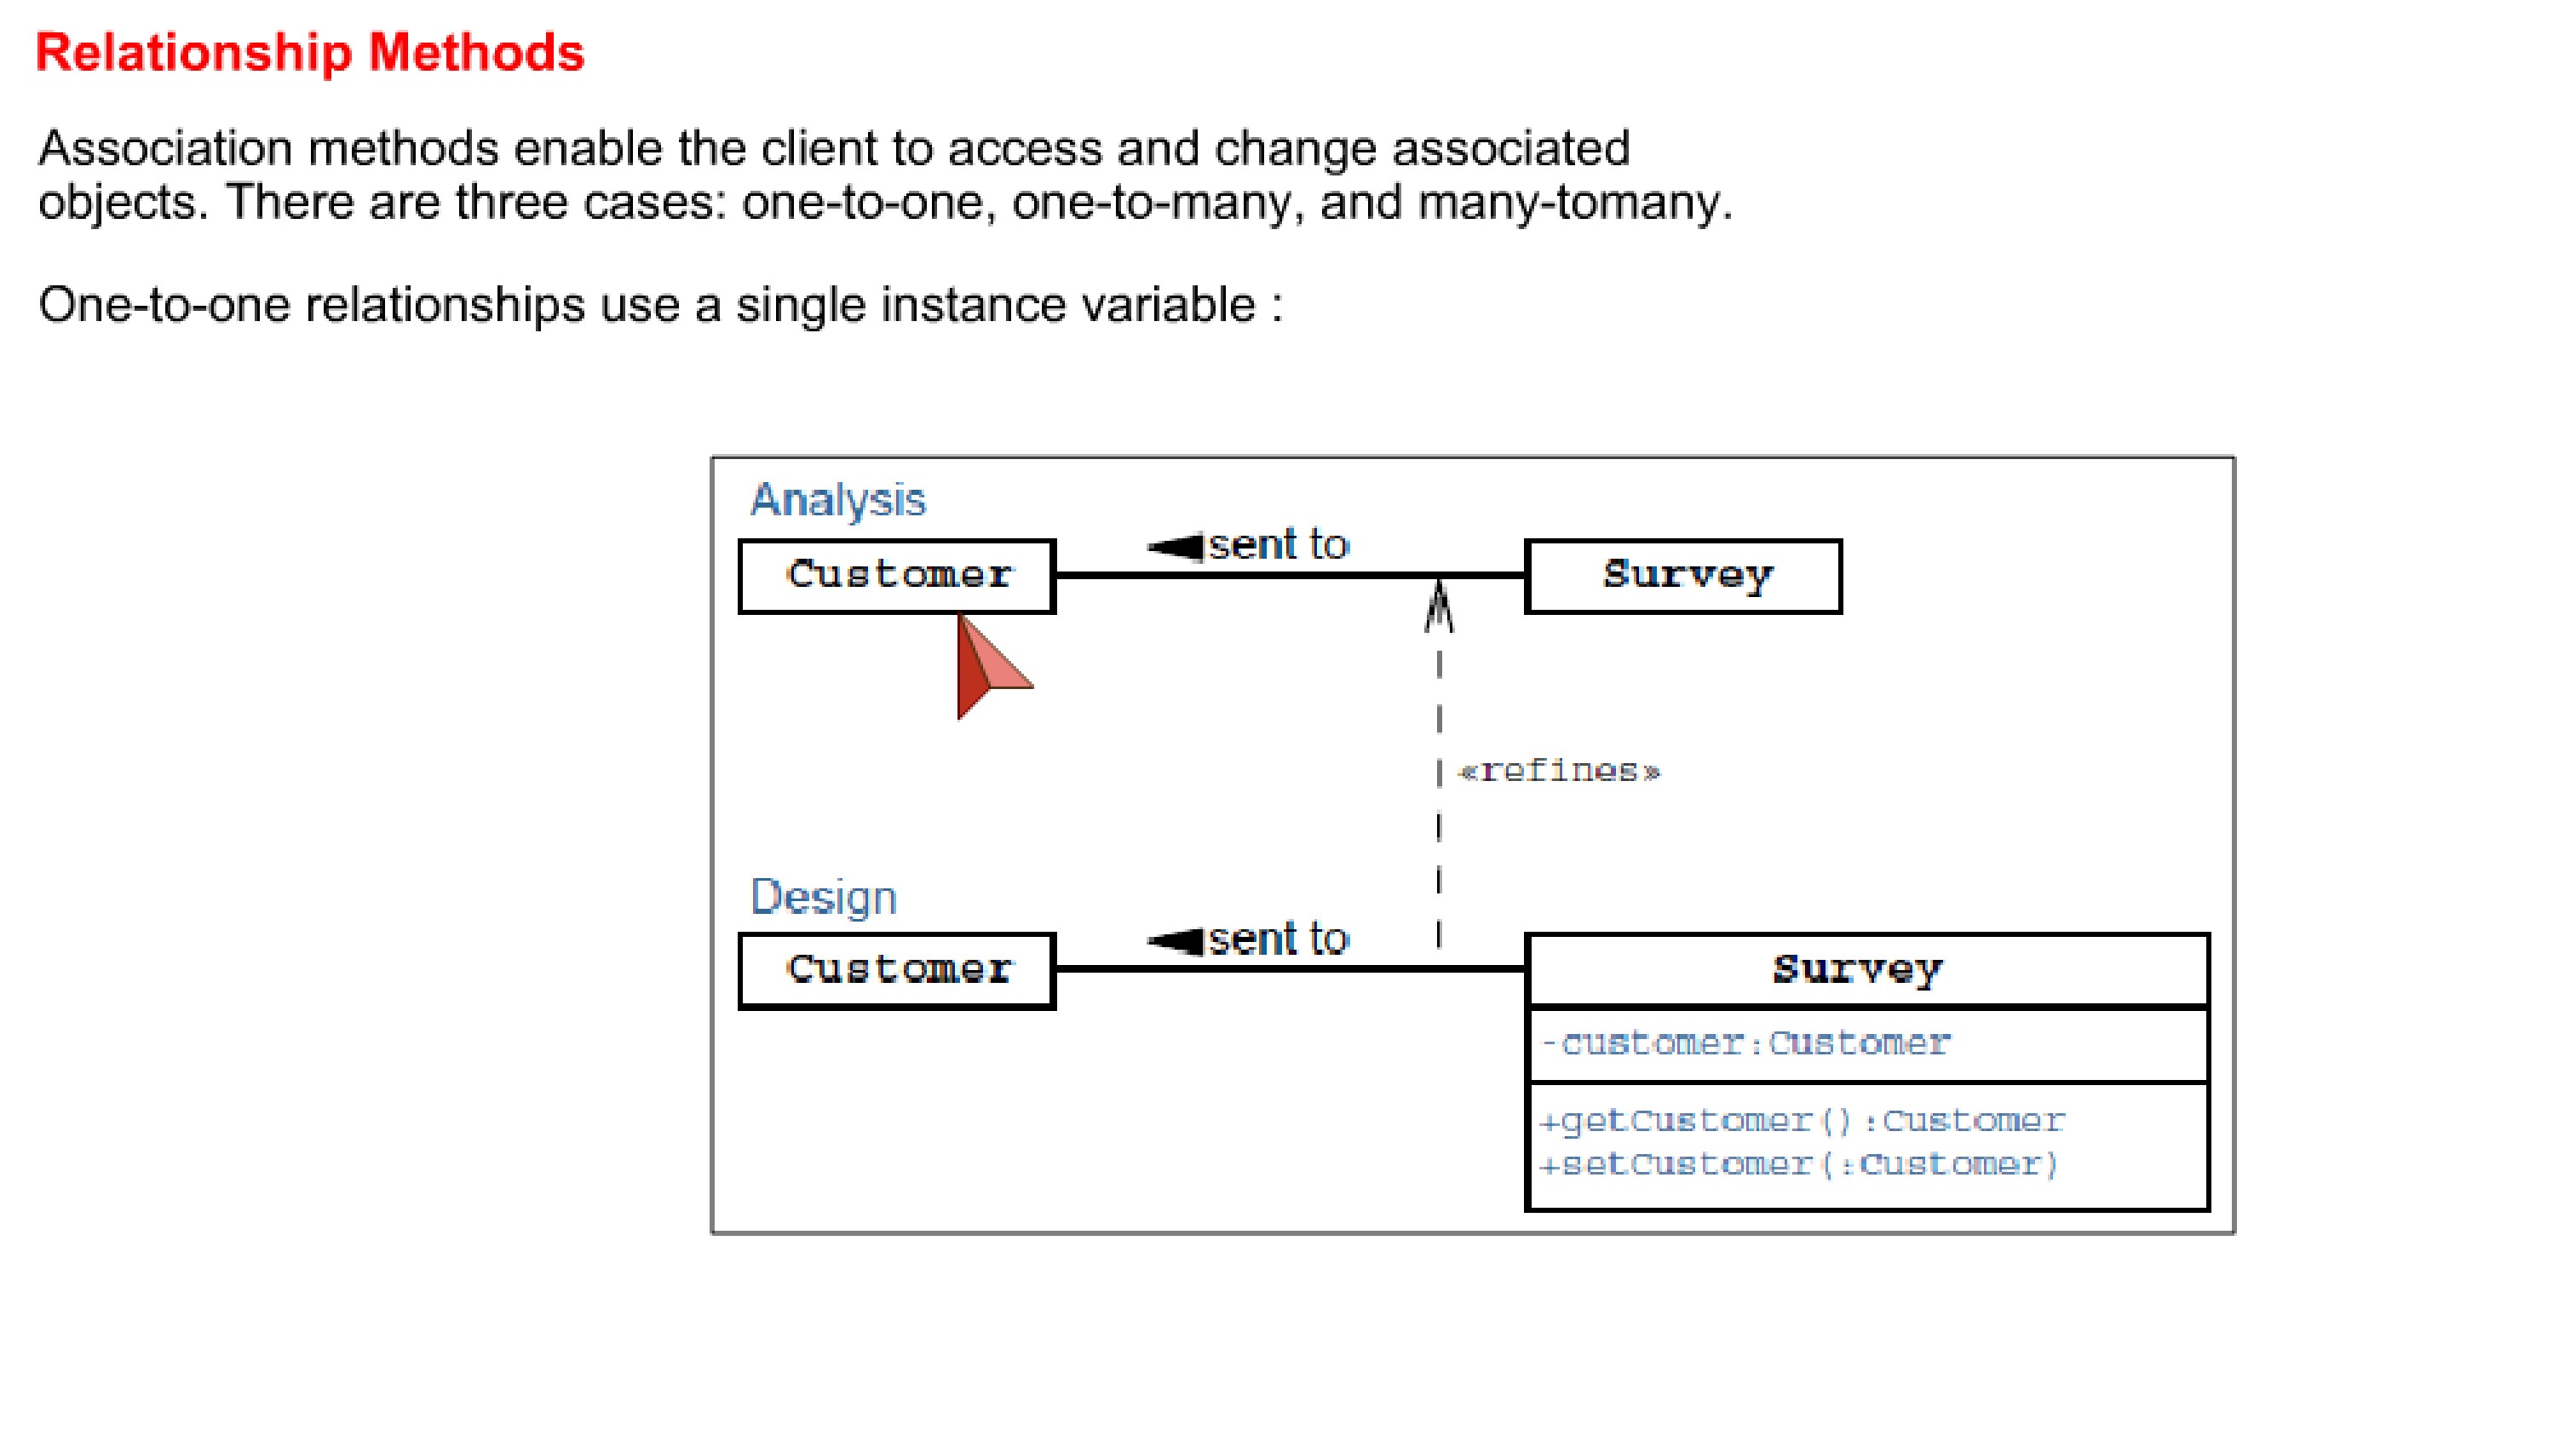 Relationship Methods
Association methods enable the client to access and change associated
objects. There are three cases: one-to-one, one-to-many, and many-tomany.
One-to-one relationships use a single instance variable :
Analysis
Customer
sent to
Survey
«refines»
Design
Customer
sent to
Survey
-customer:Customer
+getCustomer():Customer
+setCustomer(:Customer)